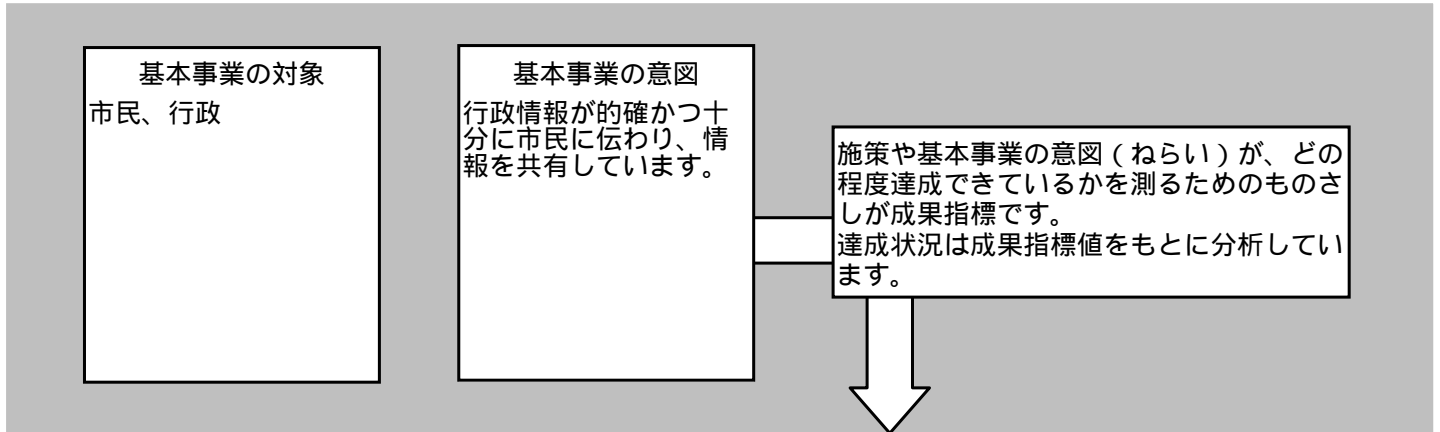 基本事業の対象
市民、行政
基本事業の意図
行政情報が的確かつ十
分に市民に伝わり、情
報を共有しています。
施策や基本事業の意図（ねらい）が、どの
程度達成できているかを測るためのものさ
しが成果指標です。
達成状況は成果指標値をもとに分析してい
ます。